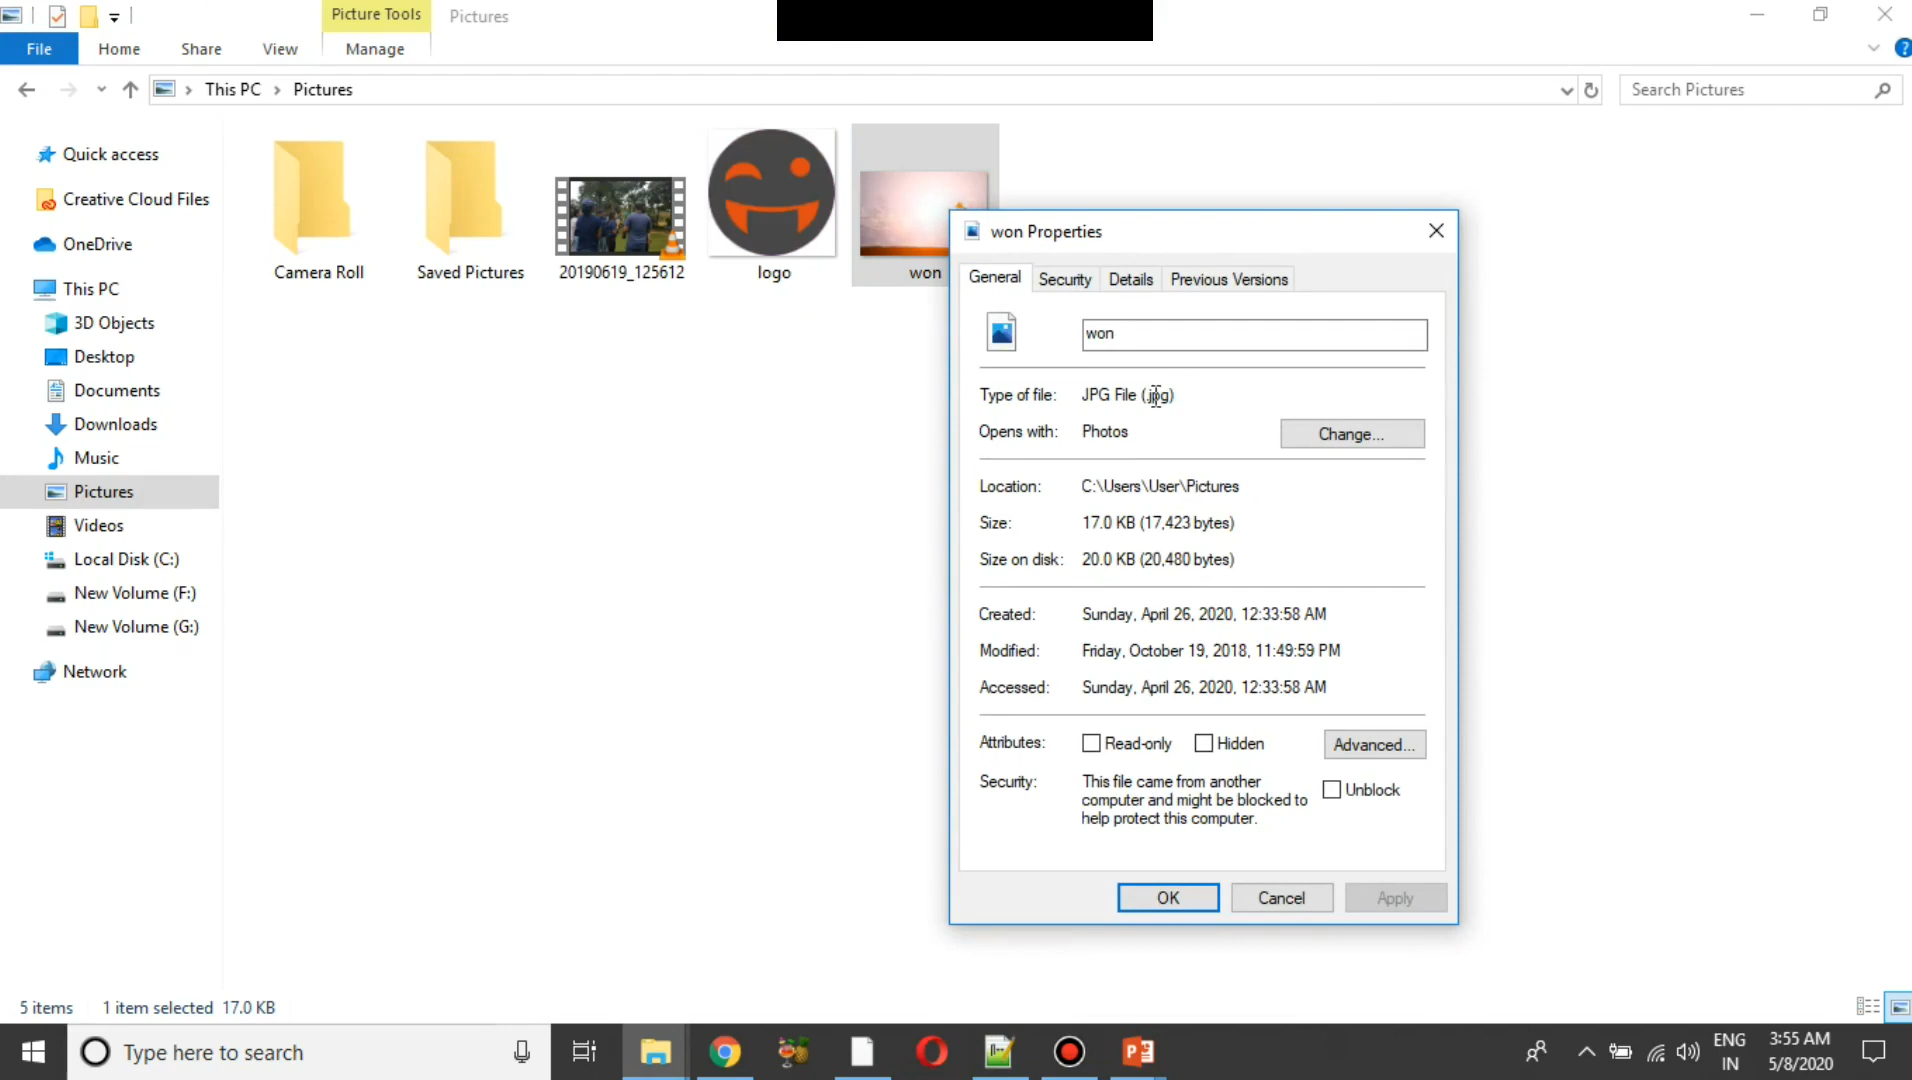 Picture Tools
Pictures
File
Home
Share
View
Manage
?
This PC
Pictures
Search Pictures
Quick access
Creative Cloud Files
OneDrive
This PC
3D Objects
Desktop
Documents
Downloads
Music
Pictures
Videos
Local Disk (C:)
New Volume (F:)
New Volume (G:)
Network
Camera Roll
Saved Pictures
20190619_125612
logo
won
won Properties
General
Security
Details
Previous Versions
won
Type of file: JPG File (.jpg)
Opens with: Photos
Change...
Location: C:\Users\User\Pictures
Size: 17.0 KB (17,423 bytes)
Size on disk: 20.0 KB (20,480 bytes)
Created: Sunday, April 26, 2020, 12:33:58 AM
Modified: Friday, October 19, 2018, 11:49:59 PM
Accessed: Sunday, April 26, 2020, 12:33:58 AM
Attributes: Read-only Hidden Advanced...
Security: This file came from another
computer and might be blocked to
help protect this computer.
Unblock
OK
Cancel
Apply
5 items 1 item selected 17.0 KB
Type here to search
ENG
IN
3:55 AM
5/8/2020